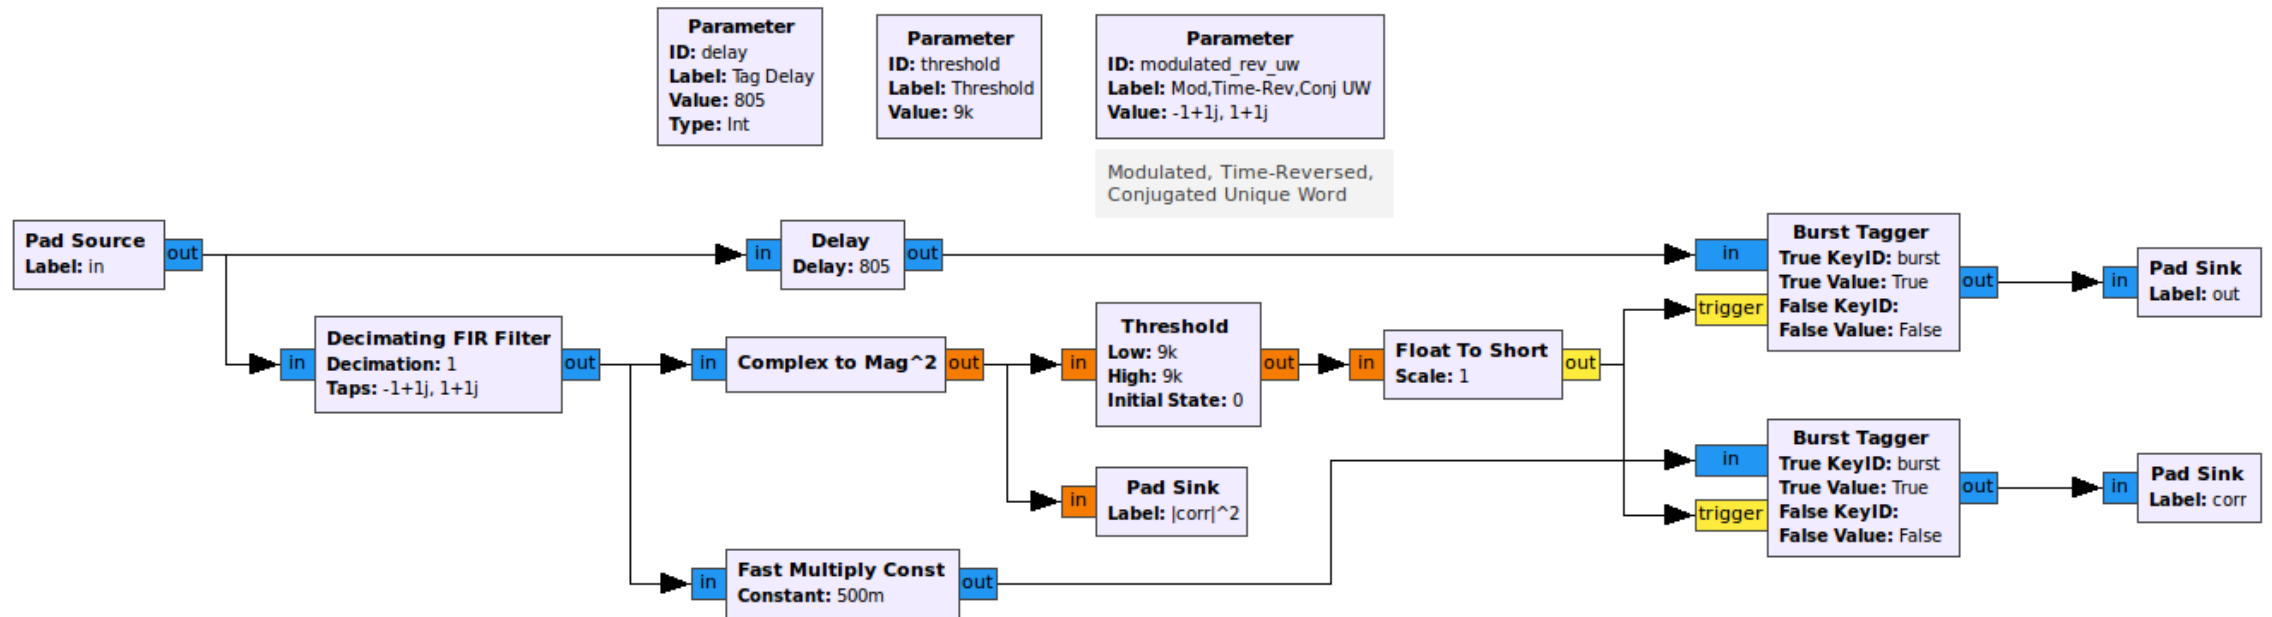 Parameter
ID: delay
Label: Tag Delay
Value: 805
Type: Int
Parameter
ID: threshold
Label: Threshold
Value: 9k
Parameter
ID: modulated_rev_uw
Label: Mod,Time-Rev,Conj UW
Value: -1+1j, 1+1j
Modulated, Time-Reversed,
Conjugated Unique Word
Pad Source
Label: in
out
in
Delay
Delay: 805
out
in
trigger
Burst Tagger
True KeyID: burst
True Value: True
False KeyID:
False Value: False
out
in
Pad Sink
Label: out
in
Decimating FIR Filter
Decimation: 1
Taps: -1+1j, 1+1j
out
in
Complex to Mag^2
out
in
Threshold
Low: 9k
High: 9k
Initial State: 0
out
in
Float To Short
Scale: 1
out
in
Pad Sink
Label: |corr|^2
in
Fast Multiply Const
Constant: 500m
out
in
trigger
Burst Tagger
True KeyID: burst
True Value: True
False KeyID:
False Value: False
out
in
Pad Sink
Label: corr